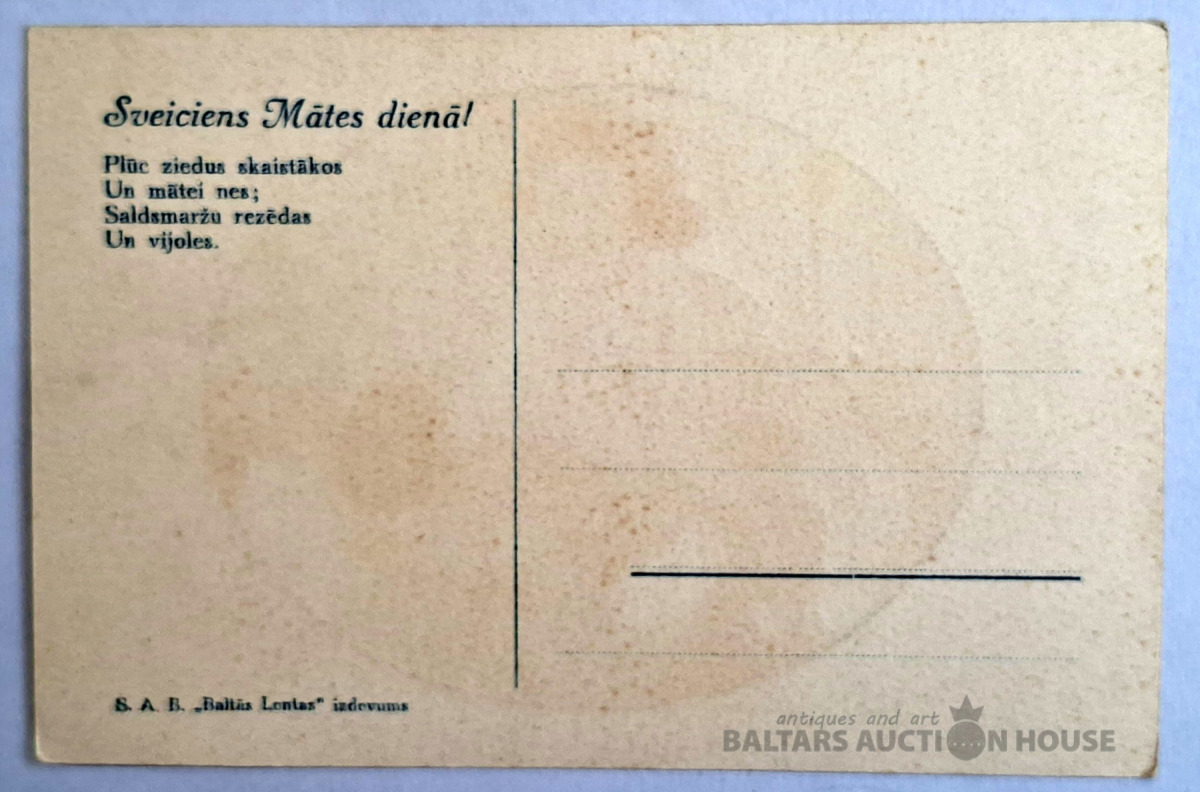 Sveiciens Mātes dienā!
Plūc ziedus skaistākos
Un mātei nes;
Saldsmaržu rezēdas
Un vijoles.
S. A. B. „Baltās Lentas" izdevums
antiques and art
BALTARS AUCTION HOUSE